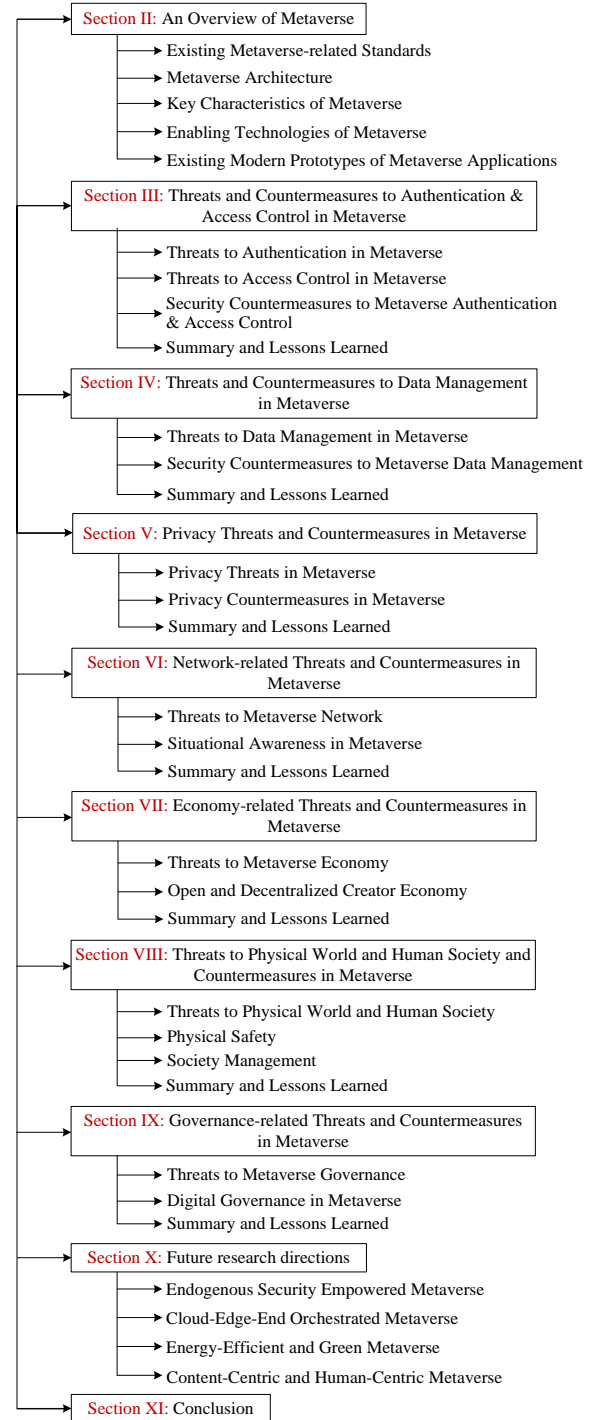 Section II: An Overview of Metaverse
Existing Metaverse-related Standards
Metaverse Architecture
Key Characteristics of Metaverse
Enabling Technologies of Metaverse
Existing Modern Prototypes of Metaverse Applications
Section III: Threats and Countermeasures to Authentication &
Access Control in Metaverse
Threats to Authentication in Metaverse
Threats to Access Control in Metaverse
Security Countermeasures to Metaverse Authentication
& Access Control
Summary and Lessons Learned
Section IV: Threats and Countermeasures to Data Management
in Metaverse
Threats to Data Management in Metaverse
Security Countermeasures to Metaverse Data Management
Summary and Lessons Learned
Section V: Privacy Threats and Countermeasures in Metaverse
Privacy Threats in Metaverse
Privacy Countermeasures in Metaverse
Summary and Lessons Learned
Section VI: Network-related Threats and Countermeasures in
Metaverse
Threats to Metaverse Network
Situational Awareness in Metaverse
Summary and Lessons Learned
Section VII: Economy-related Threats and Countermeasures in
Metaverse
Threats to Metaverse Economy
Open and Decentralized Creator Economy
Summary and Lessons Learned
Section VIII: Threats to Physical World and Human Society and
Countermeasures in Metaverse
Threats to Physical World and Human Society
Physical Safety
Society Management
Summary and Lessons Learned
Section IX: Governance-related Threats and Countermeasures
in Metaverse
Threats to Metaverse Governance
Digital Governance in Metaverse
Summary and Lessons Learned
Section X: Future research directions
Endogenous Security Empowered Metaverse
Cloud-Edge-End Orchestrated Metaverse
Energy-Efficient and Green Metaverse
Content-Centric and Human-Centric Metaverse
Section XI: Conclusion